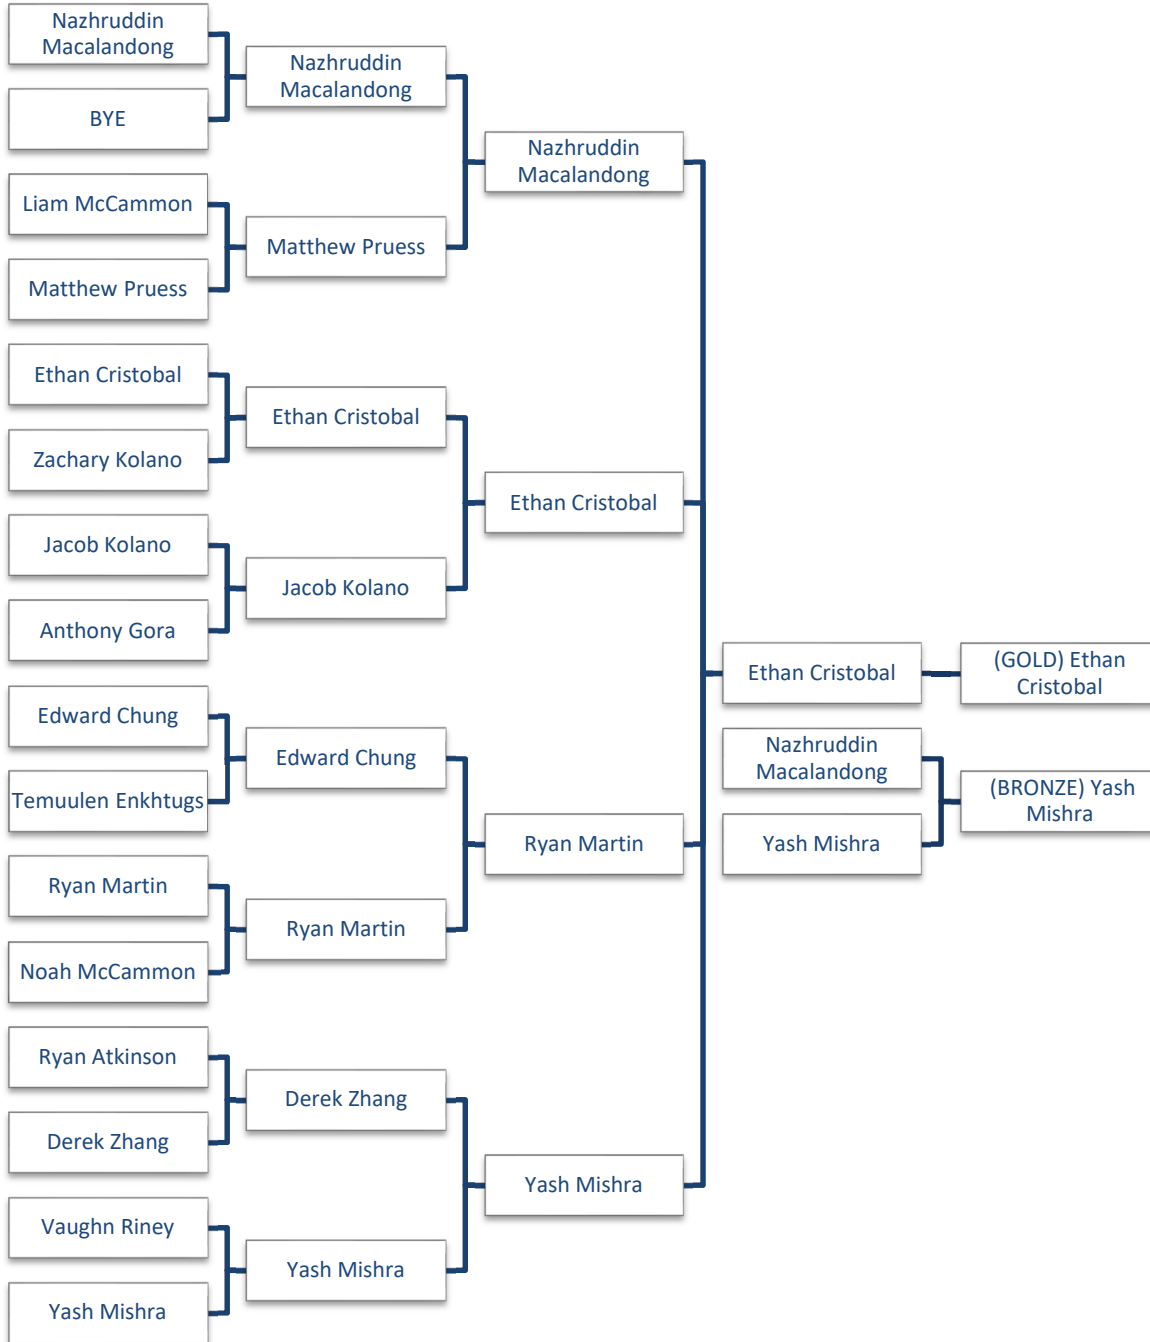 Nazhruddin
Macalandong
BYE
Liam McCammon
Matthew Pruess
Ethan Cristobal
Zachary Kolano
Jacob Kolano
Anthony Gora
Edward Chung
Temuulen Enkhtugs
Ryan Martin
Noah McCammon
Ryan Atkinson
Derek Zhang
Vaughn Riney
Yash Mishra
Nazhruddin
Macalandong
Matthew Pruess
Ethan Cristobal
Jacob Kolano
Edward Chung
Ryan Martin
Derek Zhang
Yash Mishra
Nazhruddin
Macalandong
Ethan Cristobal
Ryan Martin
Yash Mishra
Ethan Cristobal
Nazhruddin
Macalandong
Yash Mishra
(GOLD) Ethan
Cristobal
(BRONZE) Yash
Mishra